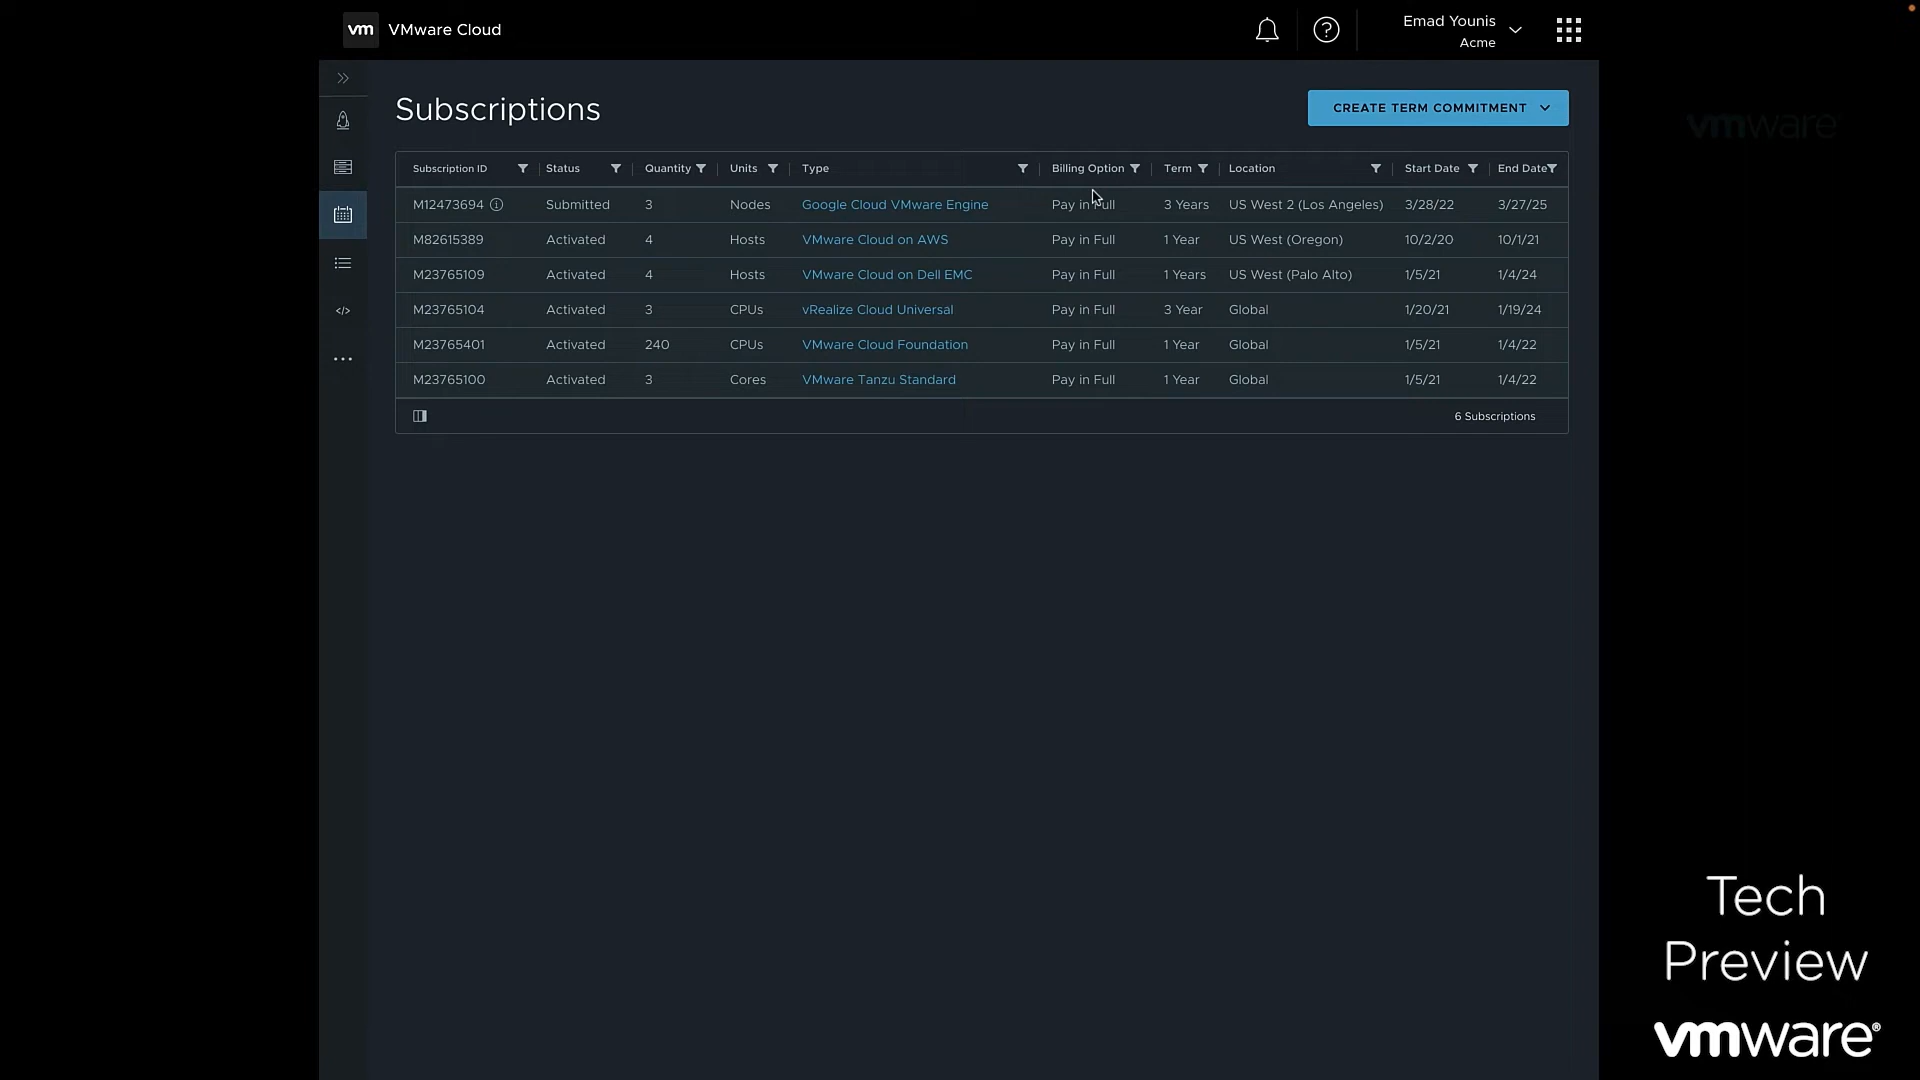 vm VMware Cloud
Emad Younis
Acme
Subscriptions
CREATE TERM COMMITMENT
vmware
Subscription ID Status Quantity Units Type Billing Option Term Location Start Date End Date
M12473694 Submitted 3 Nodes Google Cloud VMware Engine Pay in Full 3 Years US West 2 (Los Angeles) 3/28/22 3/27/25
M82615389 Activated 4 Hosts VMware Cloud on AWS Pay in Full 1 Year US West (Oregon) 10/2/20 10/1/21
M23765109 Activated 4 Hosts VMware Cloud on Dell EMC Pay in Full 1 Years US West (Palo Alto) 1/5/21 1/4/24
M23765104 Activated 3 CPUs vRealize Cloud Universal Pay in Full 3 Year Global 1/20/21 1/19/24
M23765401 Activated 240 CPUs VMware Cloud Foundation Pay in Full 1 Year Global 1/5/21 1/4/22
M23765100 Activated 3 Cores VMware Tanzu Standard Pay in Full 1 Year Global 1/5/21 1/4/22
6 Subscriptions
Tech
Preview
vmware®